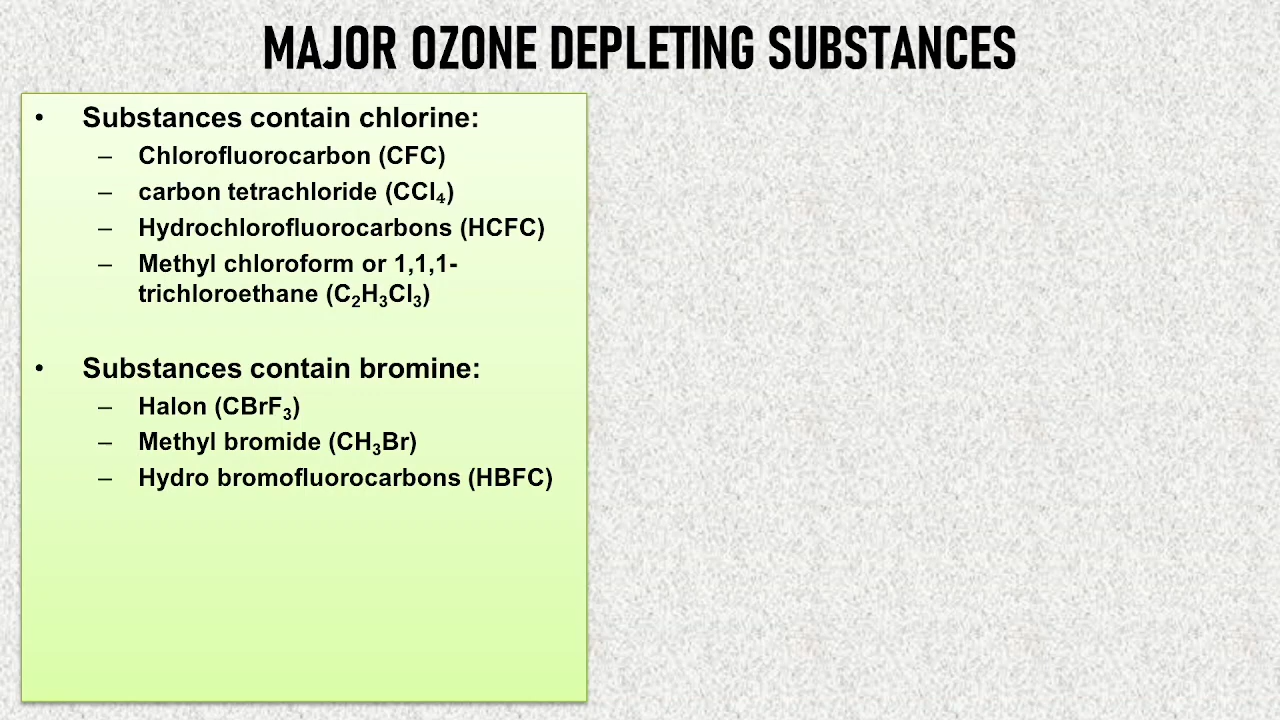 MAJOR OZONE DEPLETING SUBSTANCES
• Substances contain chlorine:
– Chlorofluorocarbon (CFC)
– carbon tetrachloride (CCl₄)
– Hydrochlorofluorocarbons (HCFC)
– Methyl chloroform or 1,1,1-
trichloroethane (C₂H₃Cl₃)
• Substances contain bromine:
– Halon (CBrF₃)
– Methyl bromide (CH₃Br)
– Hydro bromofluorocarbons (HBFC)